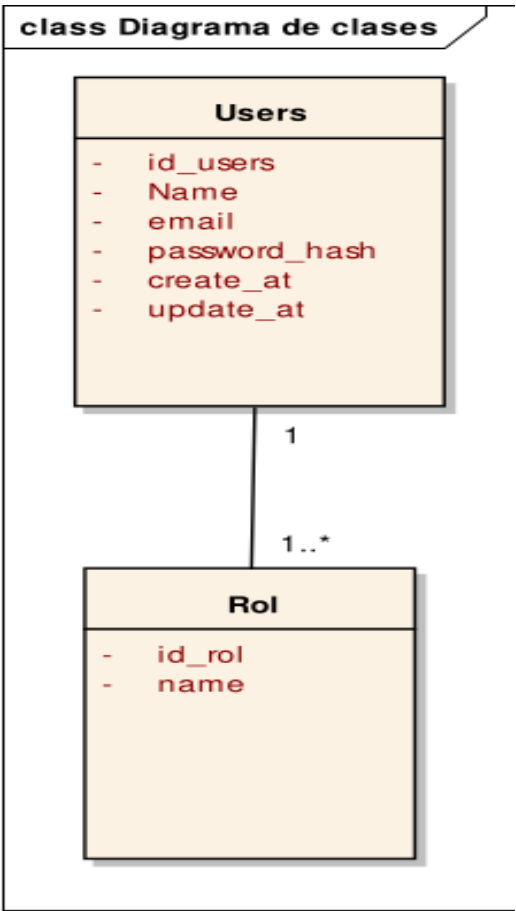 class Diagrama de clases
Users
- id_users
- Name
- email
- password_hash
- create_at
- update_at
1
1..*
Rol
- id_rol
- name